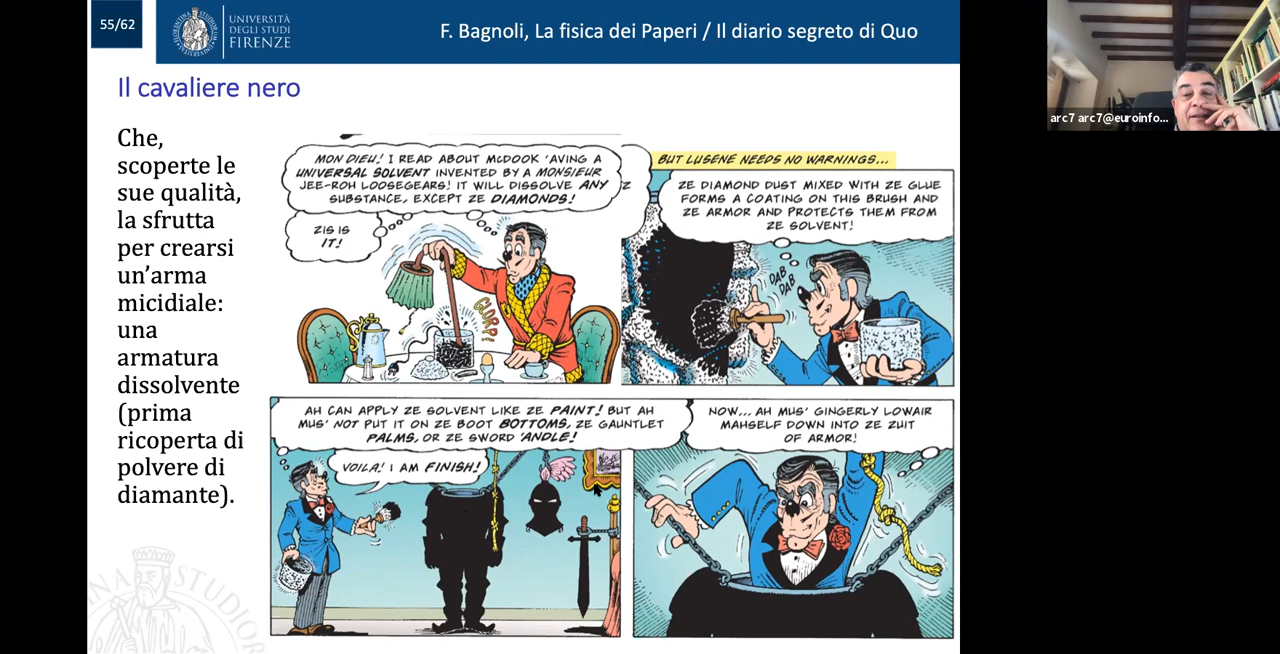 55/62
UNIVERSITÀ
DEGLI STUDI
FIRENZE
F. Bagnoli, La fisica dei Paperi / Il diario segreto di Quo
arc7 arc7@euroinfo...
Il cavaliere nero
Che,
scoperte le
sue qualità,
la sfrutta
per crearsi
un'arma
micidiale:
una
armatura
dissolvente
(prima
ricoperta di
polvere di
diamante).
MON DIEU! I READ ABOUT MCDOOK 'AVING A
UNIVERSAL SOLVENT INVENTED BY A MONSIEUR
JEE-ROH LOOSEGEARS! IT WILL DISSOLVE ANY
SUBSTANCE, EXCEPT ZE DIAMONDS!
ZIS IS
IT!
GLORP!
BUT LUSENE NEEDS NO WARNINGS...
Z
ZE DIAMOND DUST MIXED WITH ZE GLUE
FORMS A COATING ON THIS BRUSH AND
ZE ARMOR AND PROTECTS THEM FROM
ZE SOLVENT!
DAB
DAB
AH CAN APPLY ZE SOLVENT LIKE ZE PAINT! BUT AH
MUS' NOT PUT IT ON ZE BOOT BOTTOMS, ZE GAUNTLET
PALMS, OR ZE SWORD 'ANDLE!
VOILA! I AM FINISH!
NOW... AH MUS' GINGERLY LOWAIR
MAHSELF DOWN INTO ZE ZUIT
OF ARMOR!